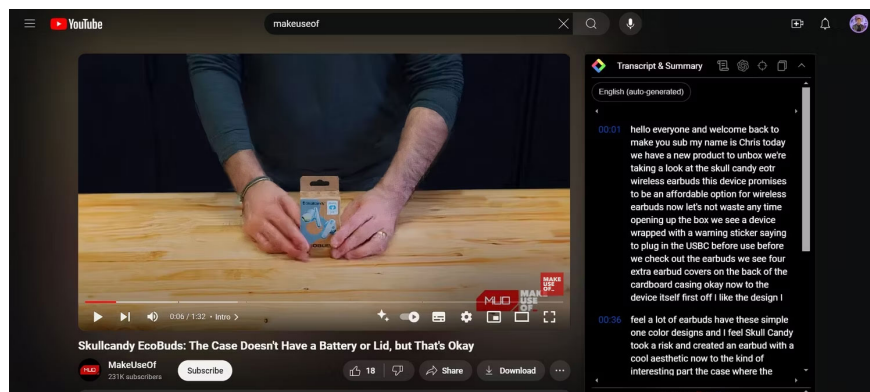 YouTube
makeuseof
Transcript & Summary
English (auto-generated)
00:01
hello everyone and welcome back to
make you sub my name is Chris today
we have a new product to unbox we're
taking a look at the skull candy eotr
wireless earbuds this device promises
to be an affordable option for wireless
earbuds now let's not waste any time
opening up the box we see a device
wrapped with a warning sticker saying
to plug in the USBC before use before
we check out the earbuds we see four
extra earbud covers on the back of the
cardboard casing okay now to the
device itself first off I like the design I
00:36
feel a lot of earbuds have these simple
one color designs and I feel Skull Candy
took a risk and created an earbud with a
cool aesthetic now to the kind of
interesting part the case where the
MUO
MAKE
USE
OF_
0:06 / 1:32 • Intro >
Skullcandy EcoBuds: The Case Doesn't Have a Battery or Lid, but That's Okay
MUO
MakeUseOf
231K subscribers
Subscribe
18
Share
Download